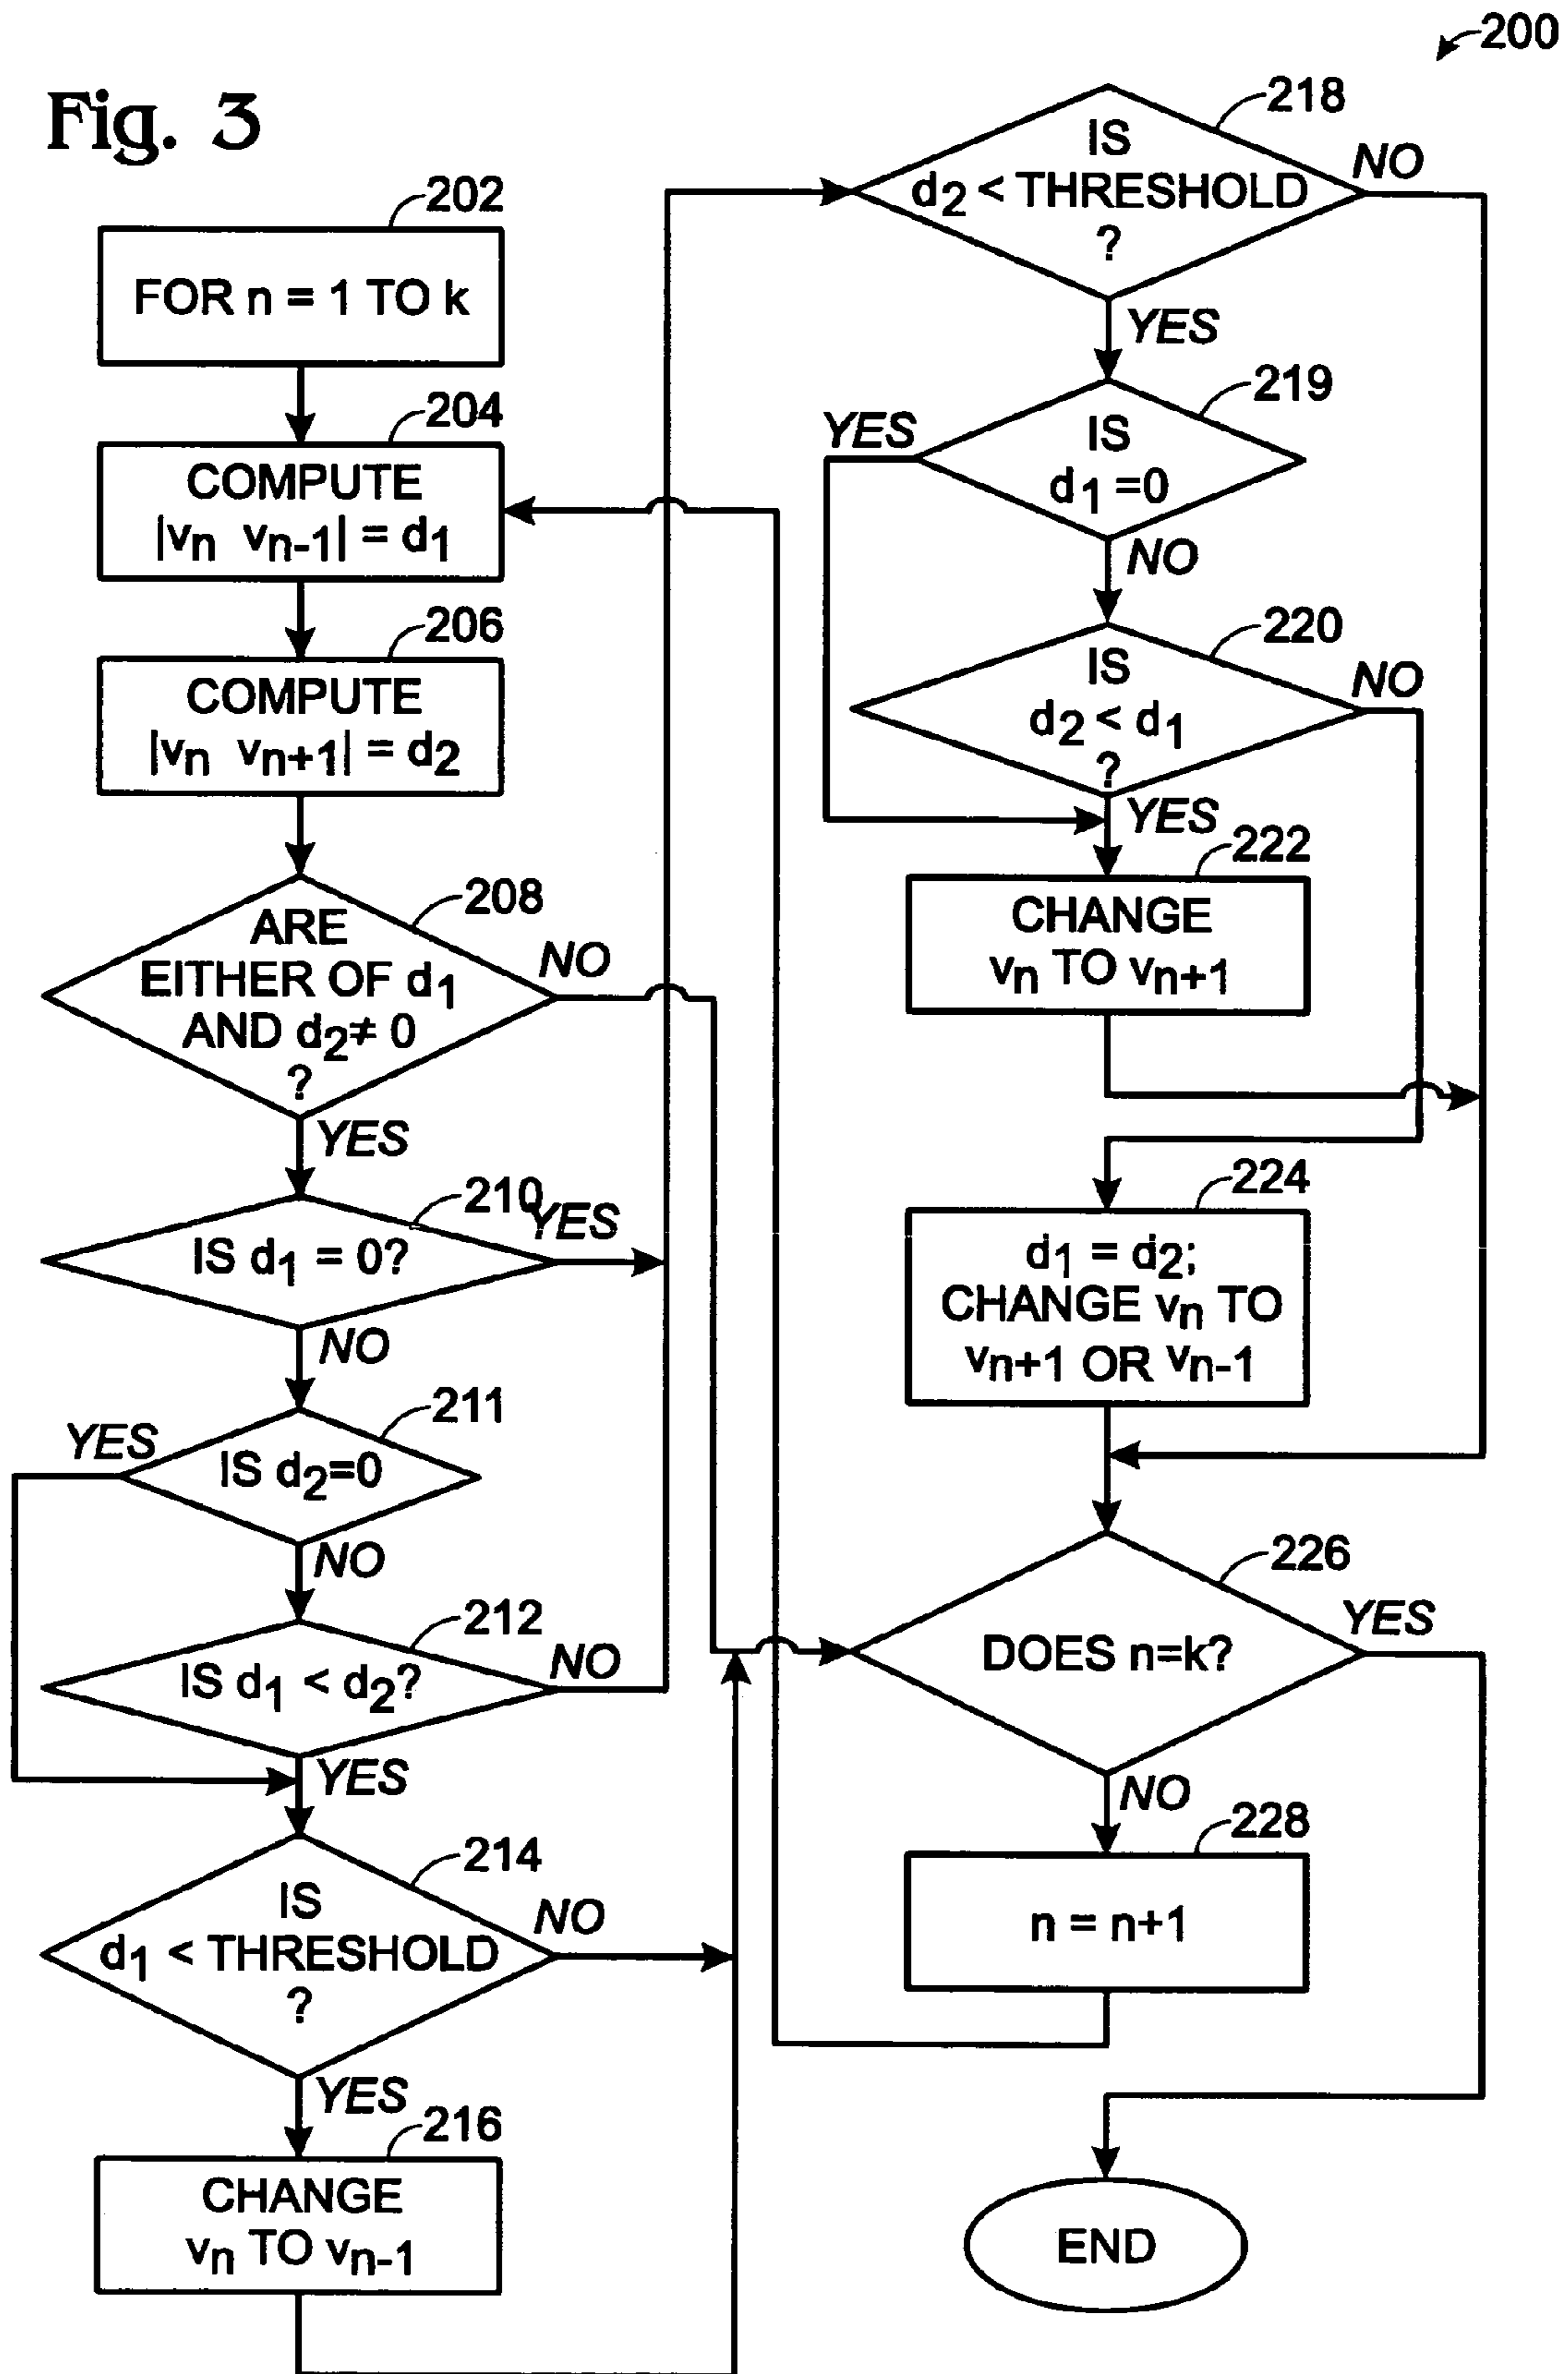 Fig. 3
200
202
FOR n = 1 TO k
204
COMPUTE
|vn vn-1| = d1
206
COMPUTE
|vn vn+1| = d2
208
ARE
EITHER OF d1
AND d2≠ 0
?
NO
YES
210
IS d1 = 0?
YES
NO
211
YES
IS d2=0
NO
212
IS d1 < d2?
NO
YES
214
IS
d1 < THRESHOLD
?
NO
YES
216
CHANGE
vn TO vn-1
218
IS
d2 < THRESHOLD
?
NO
YES
219
YES
IS
d1 =0
NO
220
IS
d2 < d1
?
NO
YES
222
CHANGE
vn TO vn+1
224
d1 = d2;
CHANGE vn TO
vn+1 OR vn-1
226
DOES n=k?
YES
NO
228
n = n+1
END